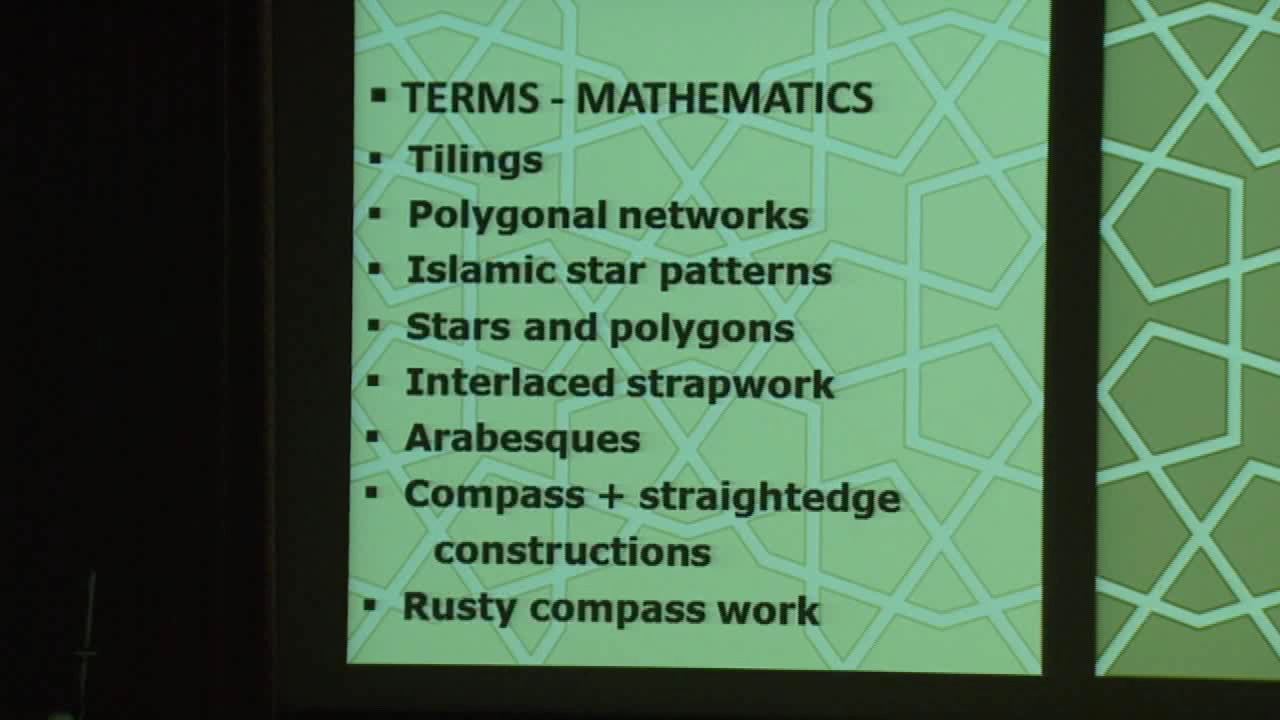 ▪ TERMS - MATHEMATICS
▪ Tilings
▪ Polygonal networks
▪ Islamic star patterns
▪ Stars and polygons
▪ Interlaced strapwork
▪ Arabesques
▪ Compass + straightedge
constructions
▪ Rusty compass work